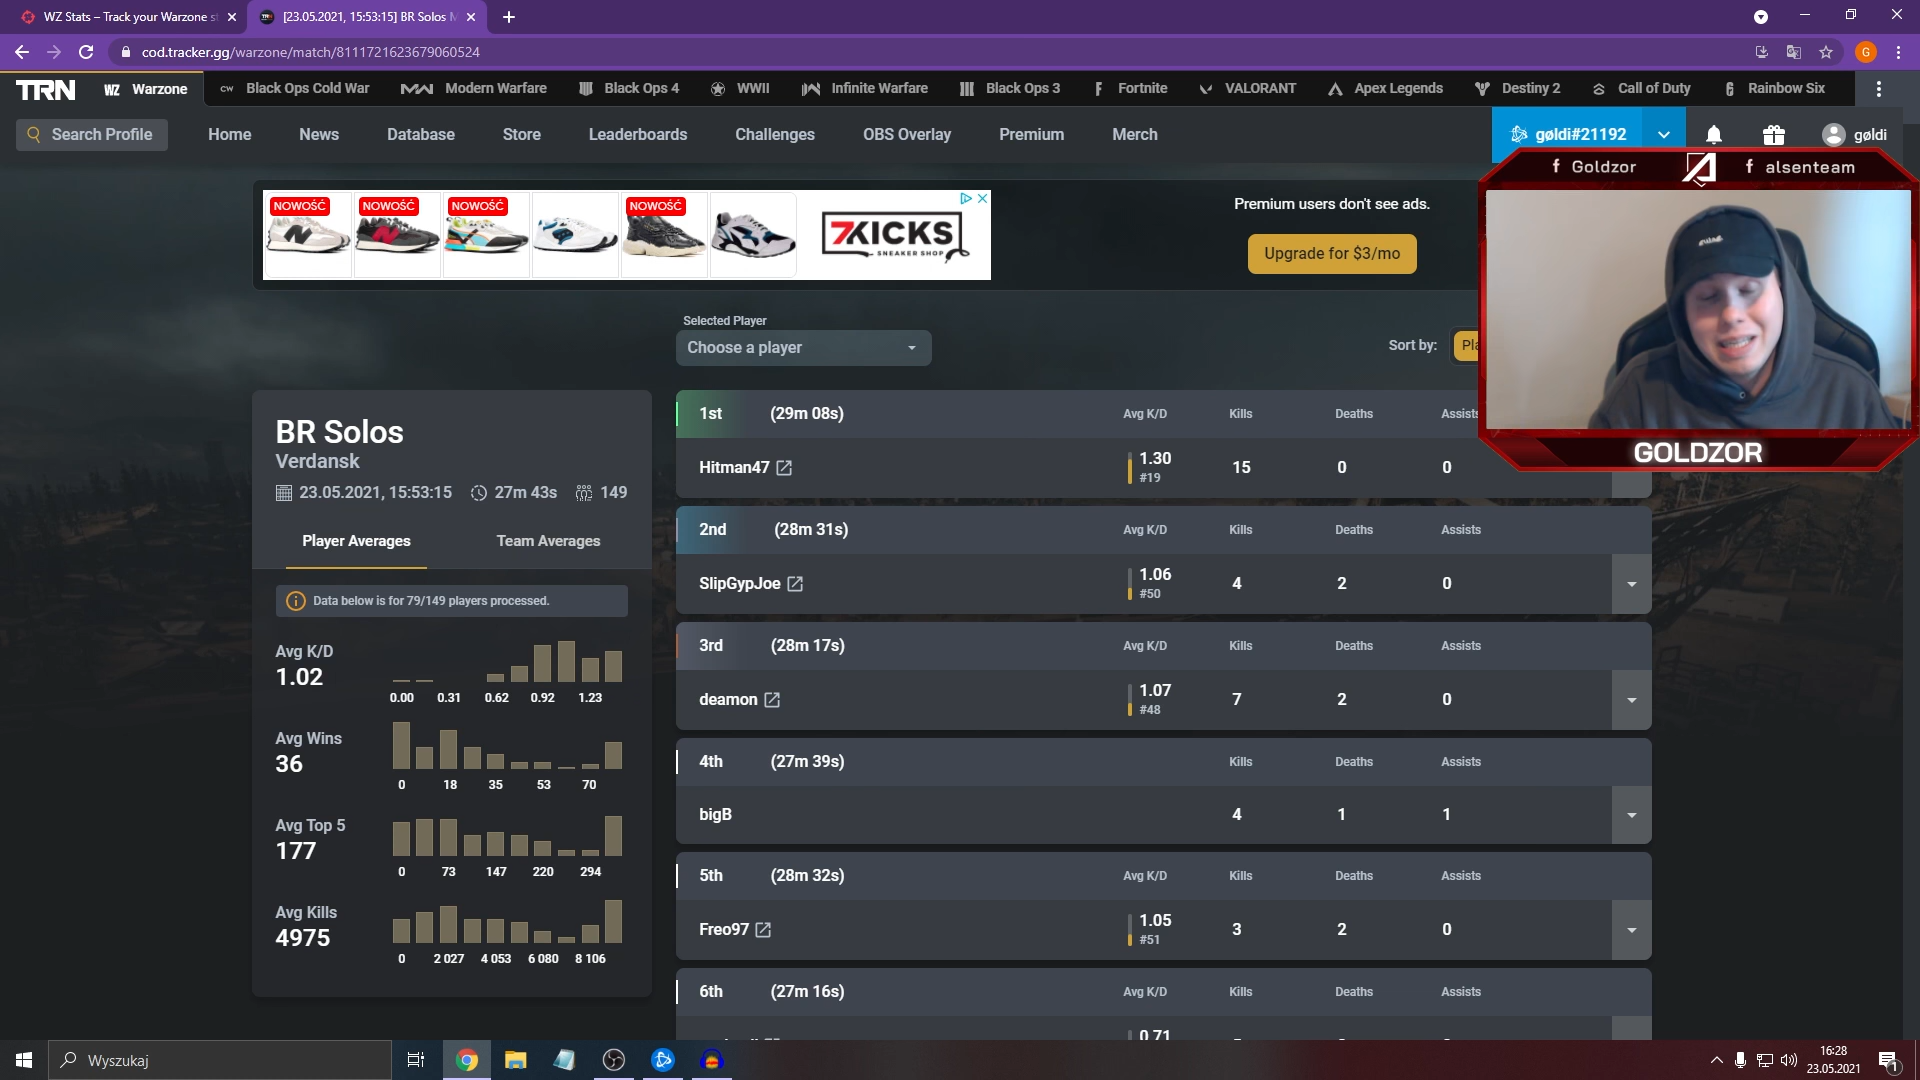 WZ Stats – Track your Warzone st
[23.05.2021, 15:53:15] BR Solos M
cod.tracker.gg/warzone/match/8111721623679060524
G
TRN
WZ Warzone
CW Black Ops Cold War
Modern Warfare
Black Ops 4
WWII
Infinite Warfare
Black Ops 3
Fortnite
VALORANT
Apex Legends
Destiny 2
Call of Duty
Rainbow Six
Search Profile
Home
News
Database
Store
Leaderboards
Challenges
OBS Overlay
Premium
Merch
gøldi#21192
gøldi
Goldzor
alsenteam
NOWOŚĆ
NOWOŚĆ
NOWOŚĆ
NOWOŚĆ
7KICKS
SNEAKER SHOP
Premium users don't see ads.
Upgrade for $3/mo
GOLDZOR
Selected Player
Choose a player
Sort by:
Pla
BR Solos
Verdansk
23.05.2021, 15:53:15 27m 43s 149
Player Averages
Team Averages
Data below is for 79/149 players processed.
Avg K/D
1.02
0.00 0.31 0.62 0.92 1.23
Avg Wins
36
0 18 35 53 70
Avg Top 5
177
0 73 147 220 294
Avg Kills
4975
0 2 027 4 053 6 080 8 106
1st (29m 08s) Avg K/D Kills Deaths Assists
Hitman47 1.30 15 0 0
#19
2nd (28m 31s) Avg K/D Kills Deaths Assists
SlipGypJoe 1.06 4 2 0
#50
3rd (28m 17s) Avg K/D Kills Deaths Assists
deamon 1.07 7 2 0
#48
4th (27m 39s) Kills Deaths Assists
bigB 4 1 1
5th (28m 32s) Avg K/D Kills Deaths Assists
Freo97 1.05 3 2 0
#51
6th (27m 16s) Avg K/D Kills Deaths Assists
0.71
Wyszukaj
16:28
23.05.2021
1